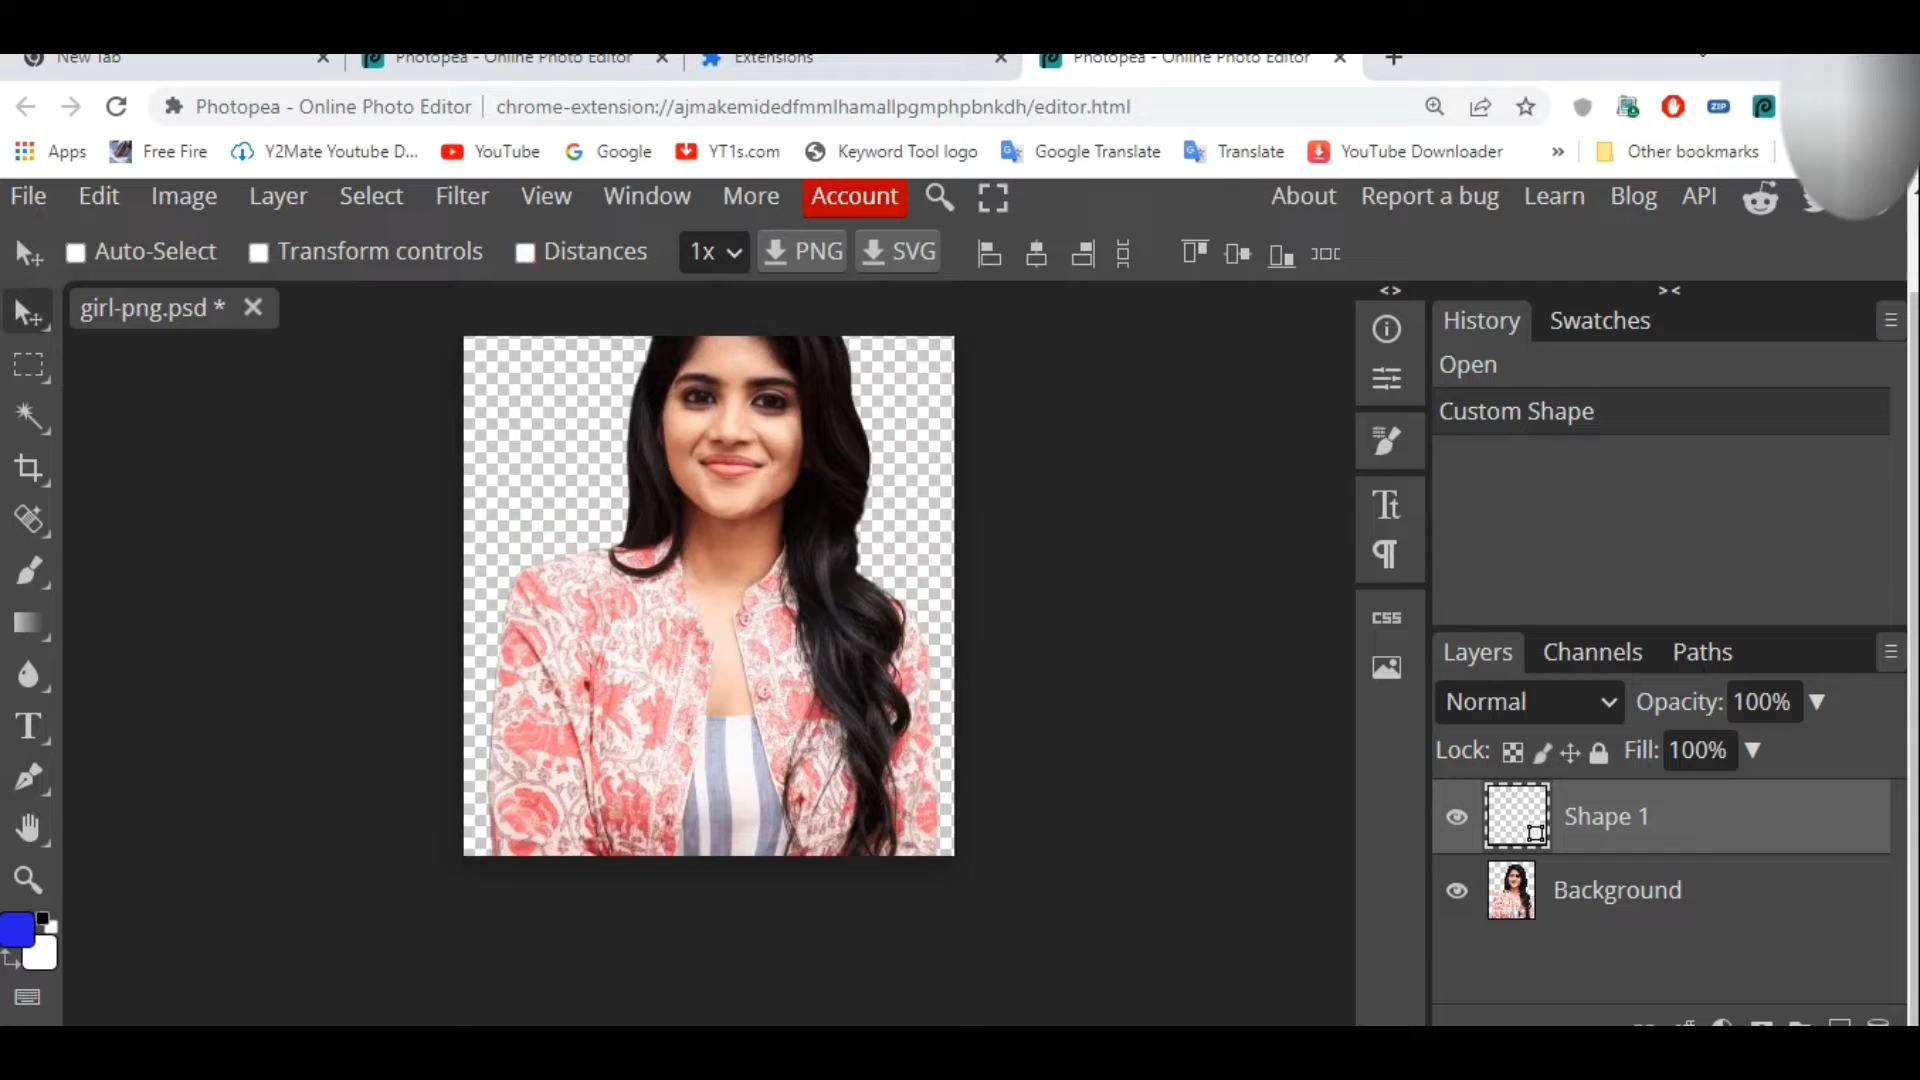 New Tab
Photopea - Online Photo Editor
Extensions
Photopea - Online Photo Editor
Photopea - Online Photo Editor chrome-extension://ajmakemidedfmmlhamallpgmphpbnkdh/editor.html ZIP
Apps Free Fire Y2Mate Youtube D... YouTube Google YT1s.com Keyword Tool logo Google Translate Translate YouTube Downloader » Other bookmarks
File Edit Image Layer Select Filter View Window More Account About Report a bug Learn Blog API
Auto-Select Transform controls Distances 1x PNG SVG
girl-png.psd *
< > > <
History Swatches
Open
Custom Shape
CSS
Layers Channels Paths
Normal Opacity: 100%
Lock: Fill: 100%
Shape 1
Background